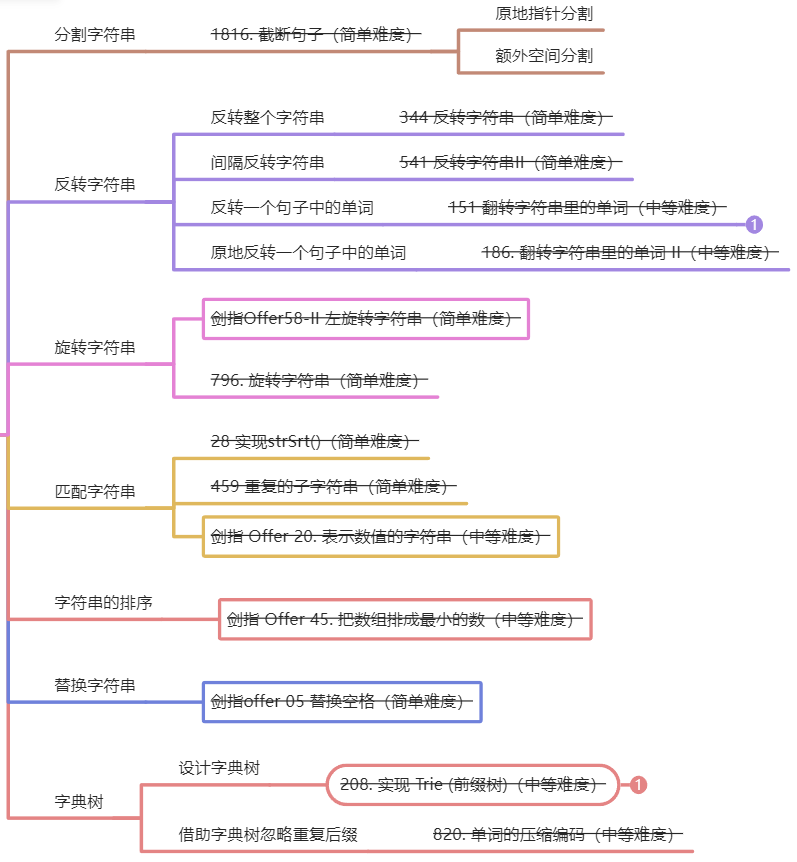 原地指针分割
分割字符串
1816. 截断句子（简单难度）
额外空间分割
反转整个字符串
344 反转字符串（简单难度）
间隔反转字符串
541 反转字符串II（简单难度）
反转字符串
反转一个句子中的单词
151 翻转字符串里的单词（中等难度）
1
原地反转一个句子中的单词
186. 翻转字符串里的单词 II（中等难度）
剑指Offer58-II 左旋转字符串（简单难度）
旋转字符串
796. 旋转字符串（简单难度）
28 实现strSrt()（简单难度）
459 重复的子字符串（简单难度）
匹配字符串
剑指 Offer 20. 表示数值的字符串（中等难度）
字符串的排序
剑指 Offer 45. 把数组排成最小的数（中等难度）
替换字符串
剑指offer 05 替换空格（简单难度）
设计字典树
208. 实现 Trie (前缀树)（中等难度）
1
字典树
借助字典树忽略重复后缀
820. 单词的压缩编码（中等难度）